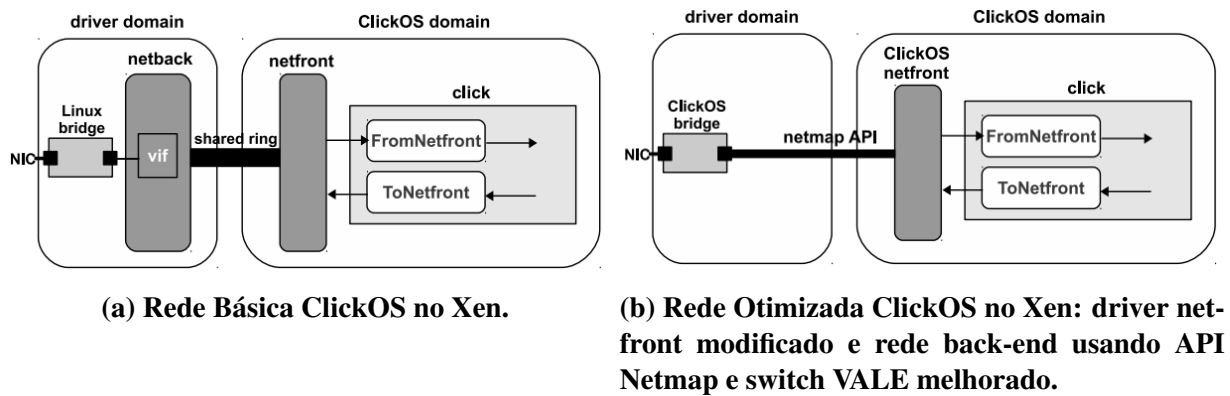 driver domain
ClickOS domain
netback
netfront
click
Linux
bridge
shared ring
FromNetfront
NIC
vif
ToNetfront
(a) Rede Básica ClickOS no Xen.
driver domain
ClickOS domain
ClickOS
netfront
click
ClickOS
bridge
netmap API
FromNetfront
NIC
ToNetfront
(b) Rede Otimizada ClickOS no Xen: driver net-
front modificado e rede back-end usando API
Netmap e switch VALE melhorado.